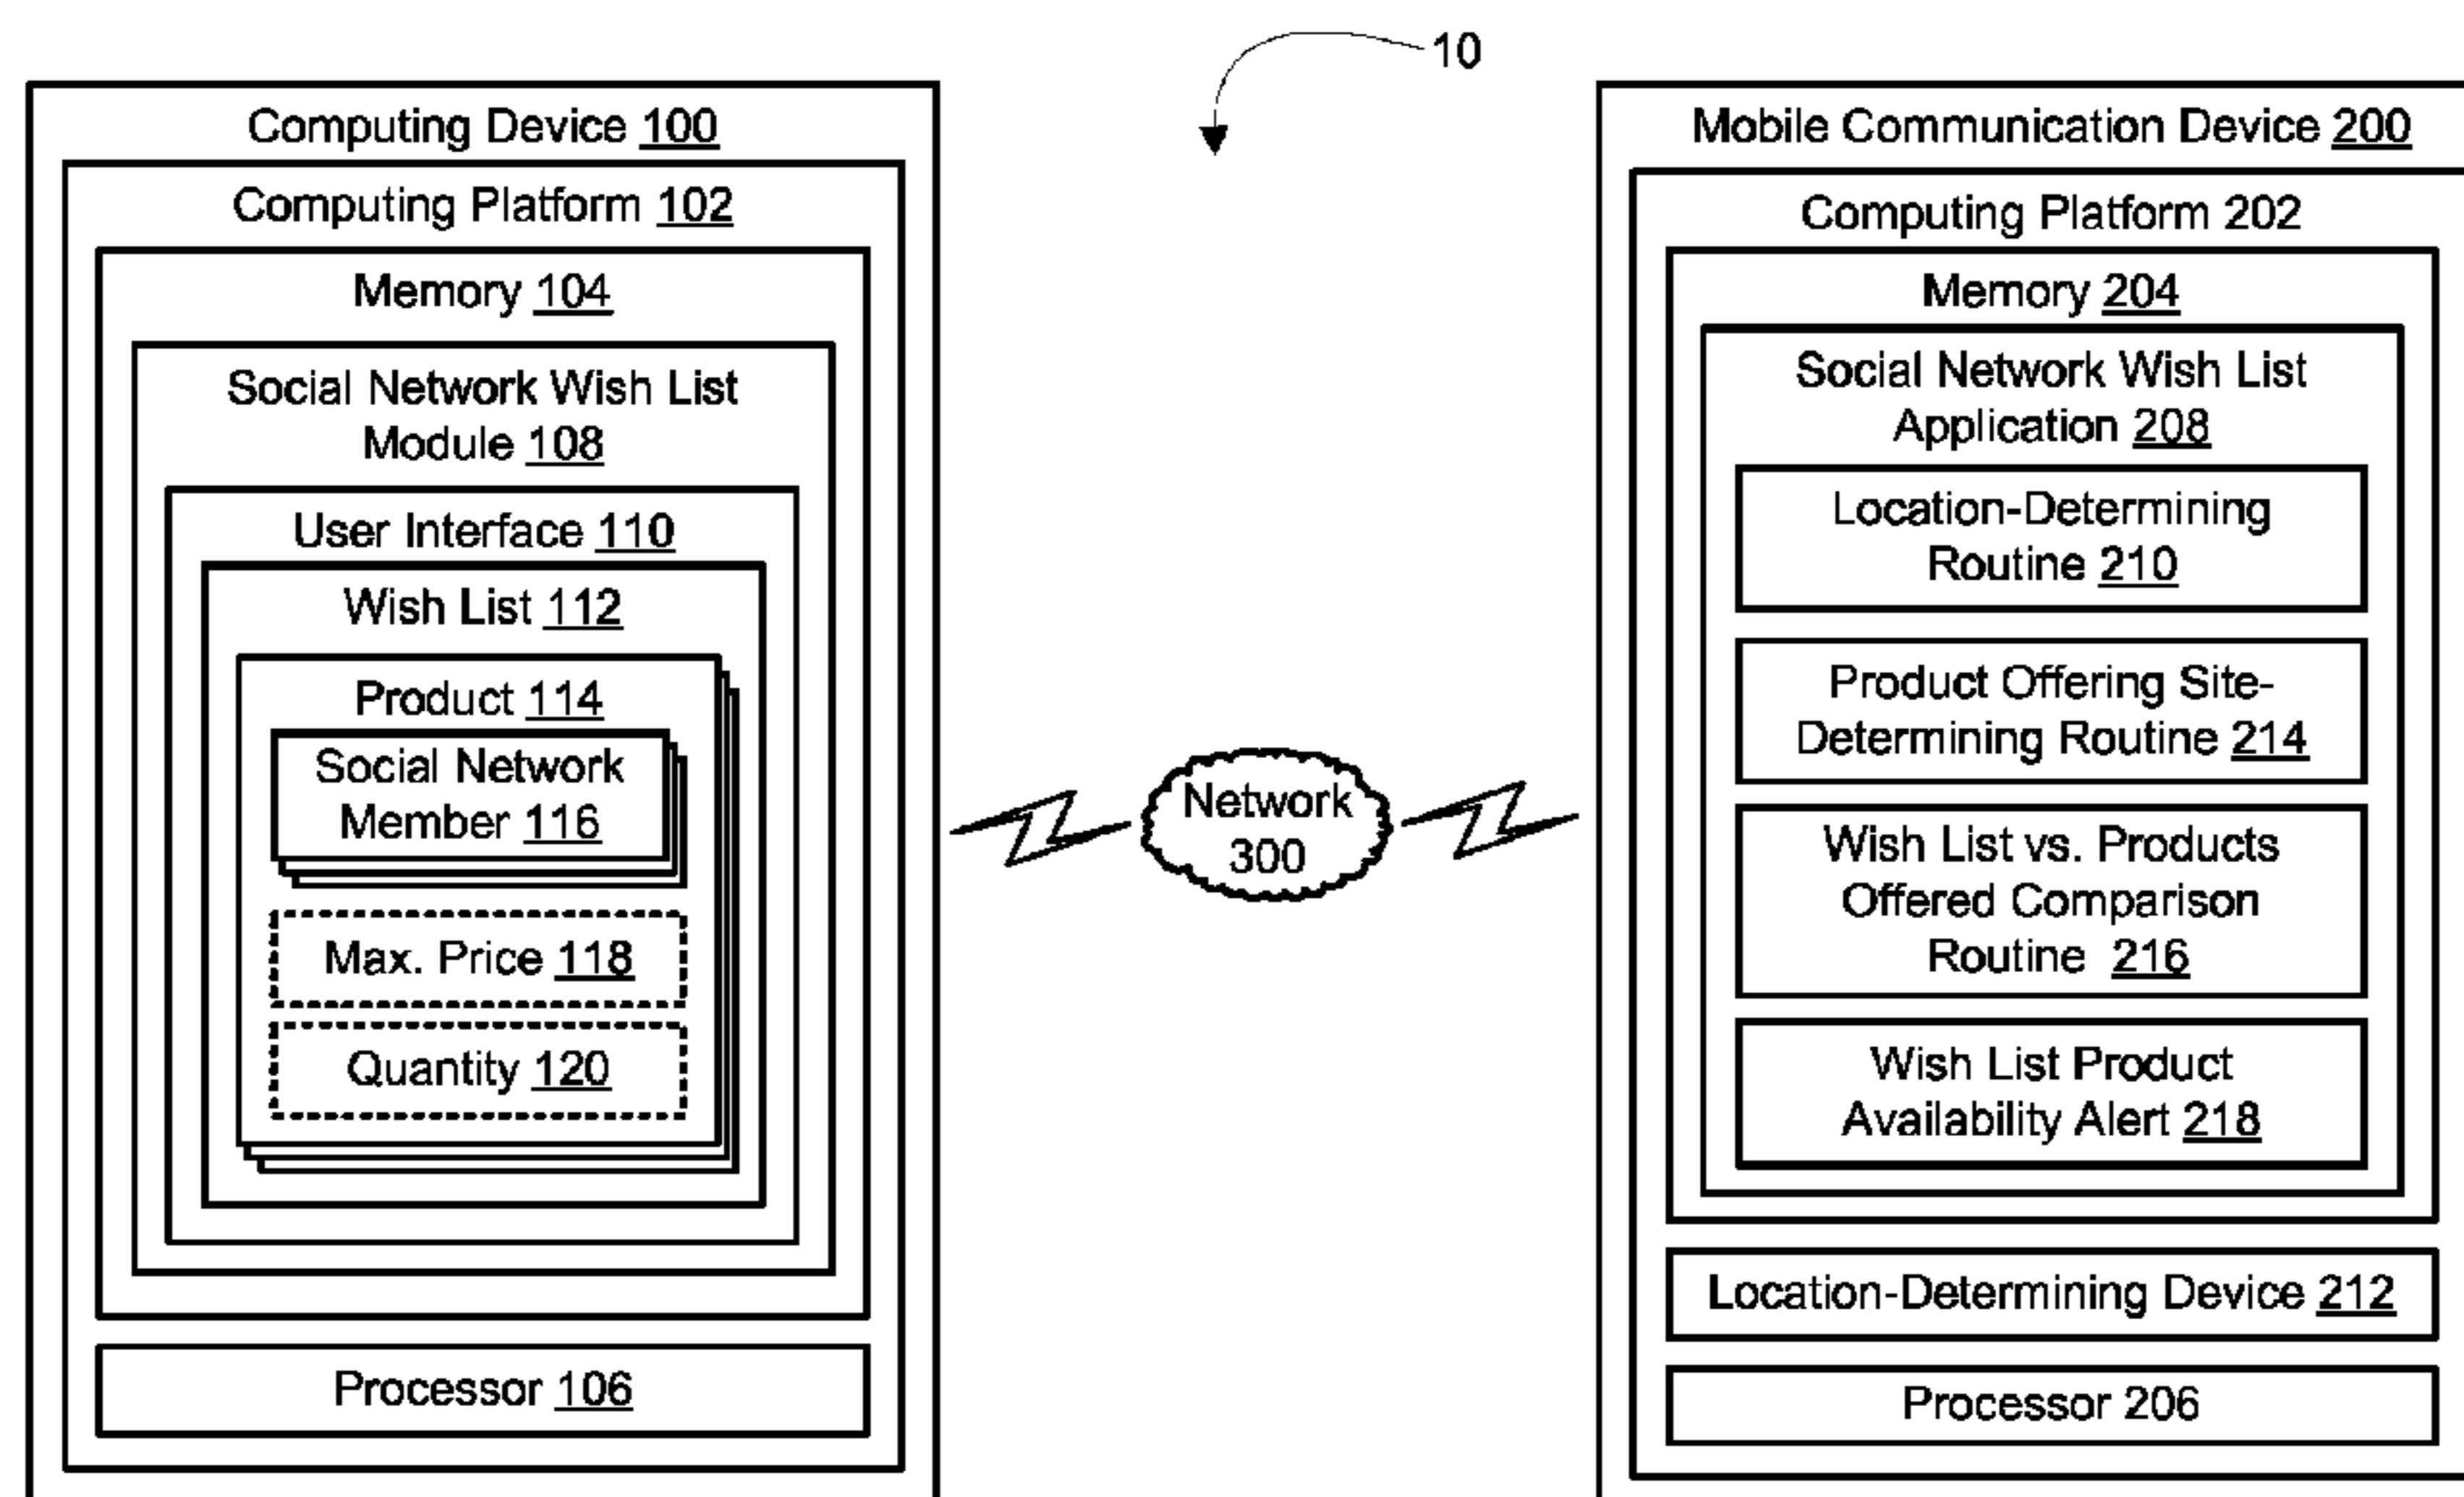 10
Computing Device 100
Computing Platform 102
Memory 104
Social Network Wish List
Module 108
User Interface 110
Wish List 112
Product 114
Social Network
Member 116
Max. Price 118
Quantity 120
Processor 106
Network
300
Mobile Communication Device 200
Computing Platform 202
Memory 204
Social Network Wish List
Application 208
Location-Determining
Routine 210
Product Offering Site-
Determining Routine 214
Wish List vs. Products
Offered Comparison
Routine 216
Wish List Product
Availability Alert 218
Location-Determining Device 212
Processor 206